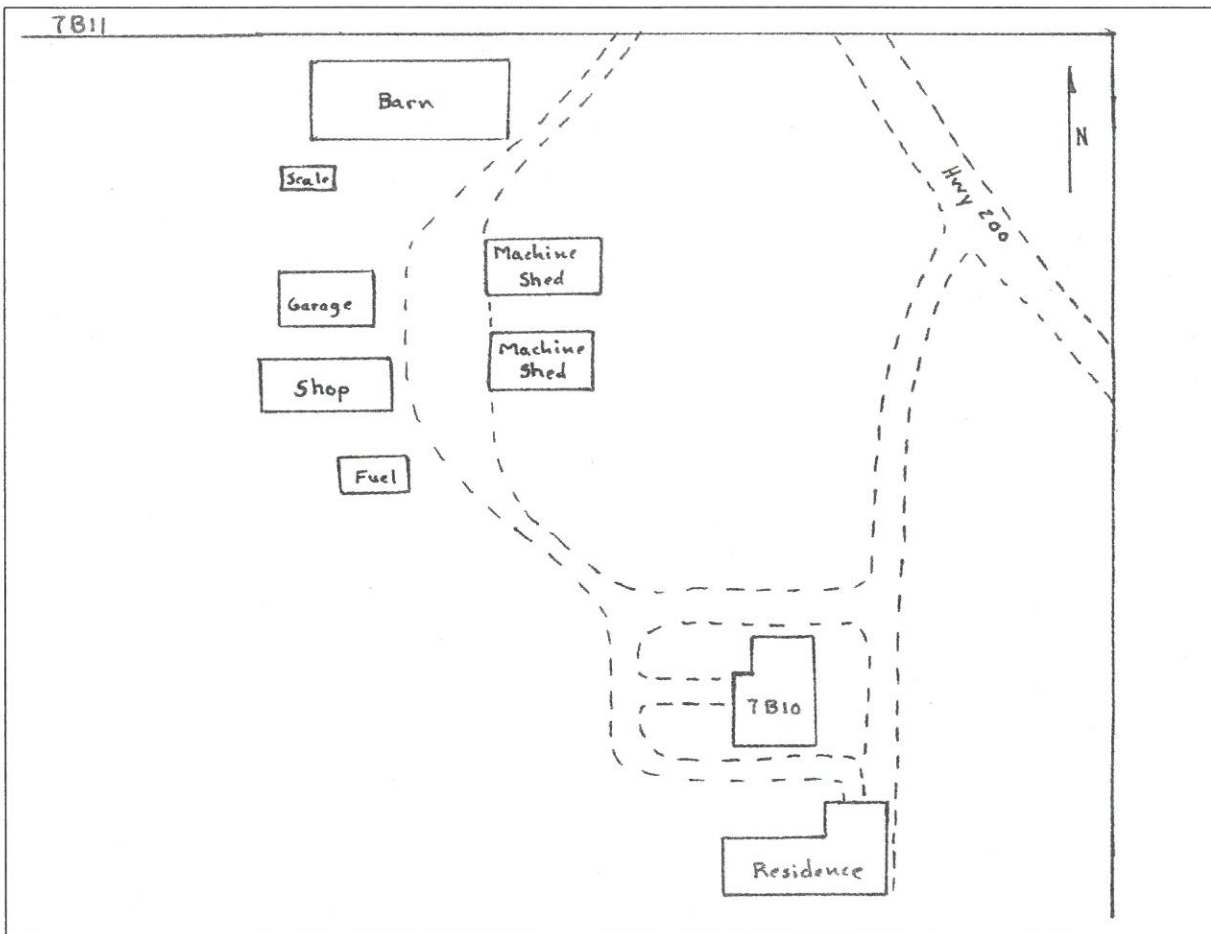 7B11
Barn
N
Scale
Hwy 200
Machine
Shed
Garage
Machine
Shed
Shop
Fuel
7B10
Residence